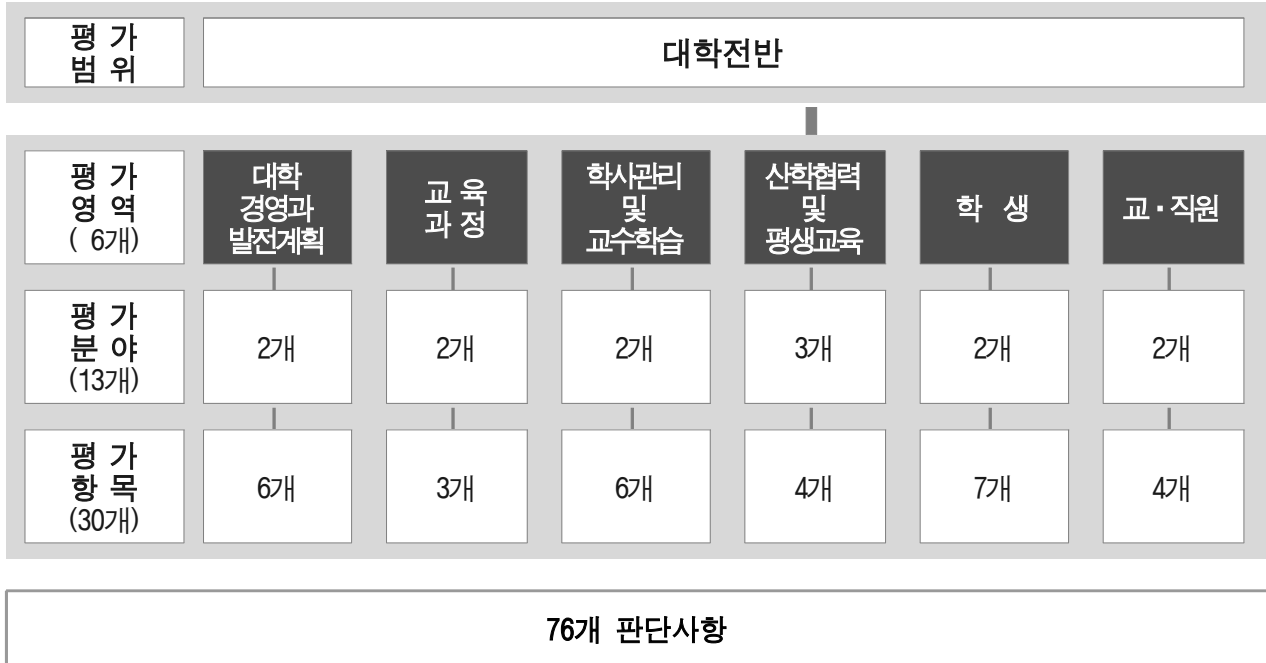 평 가
범 위
대학전반
평 가
영 역
( 6개)
대학
경영과
발전계획
교 육
과 정
학사관리
및
교수학습
산학협력
및
평생교육
학 생
교·직원
평 가
분 야
(13개)
2개
2개
2개
3개
2개
2개
평 가
항 목
(30개)
6개
3개
6개
4개
7개
4개
76개 판단사항